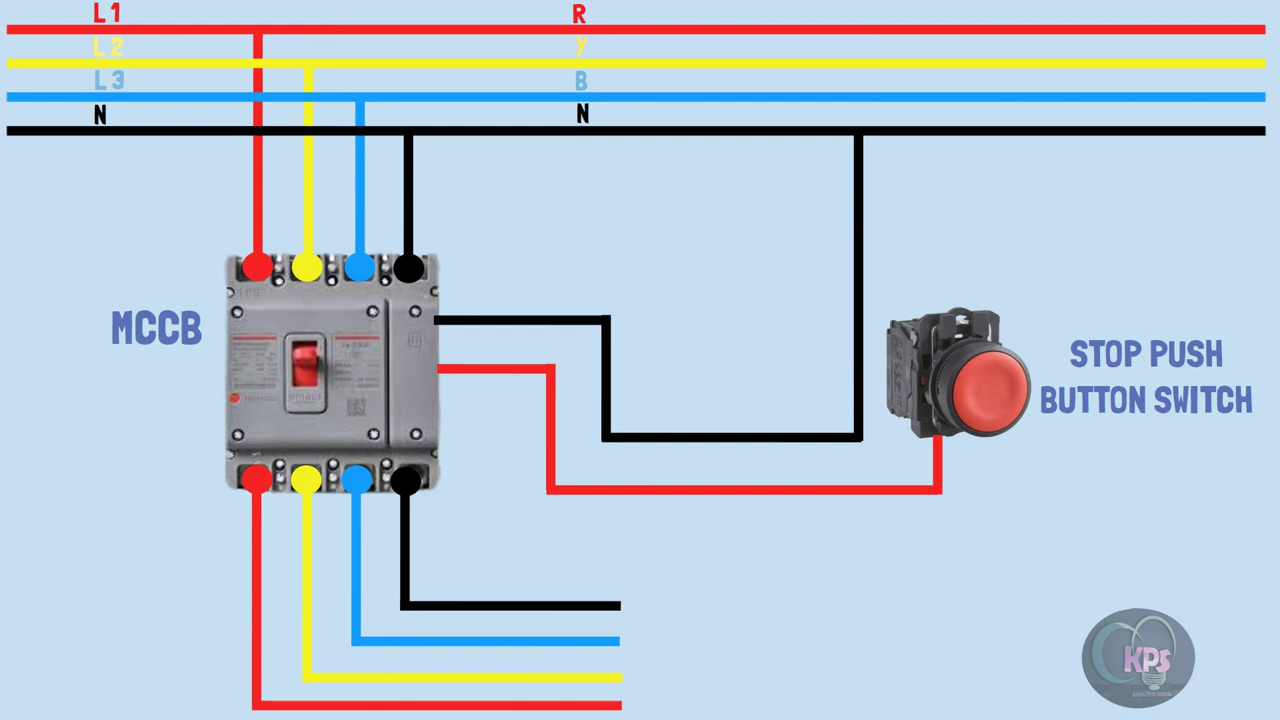 L1 R
L2 Y
L3 B
N N
MCCB
STOP PUSH
BUTTON SWITCH
KPS